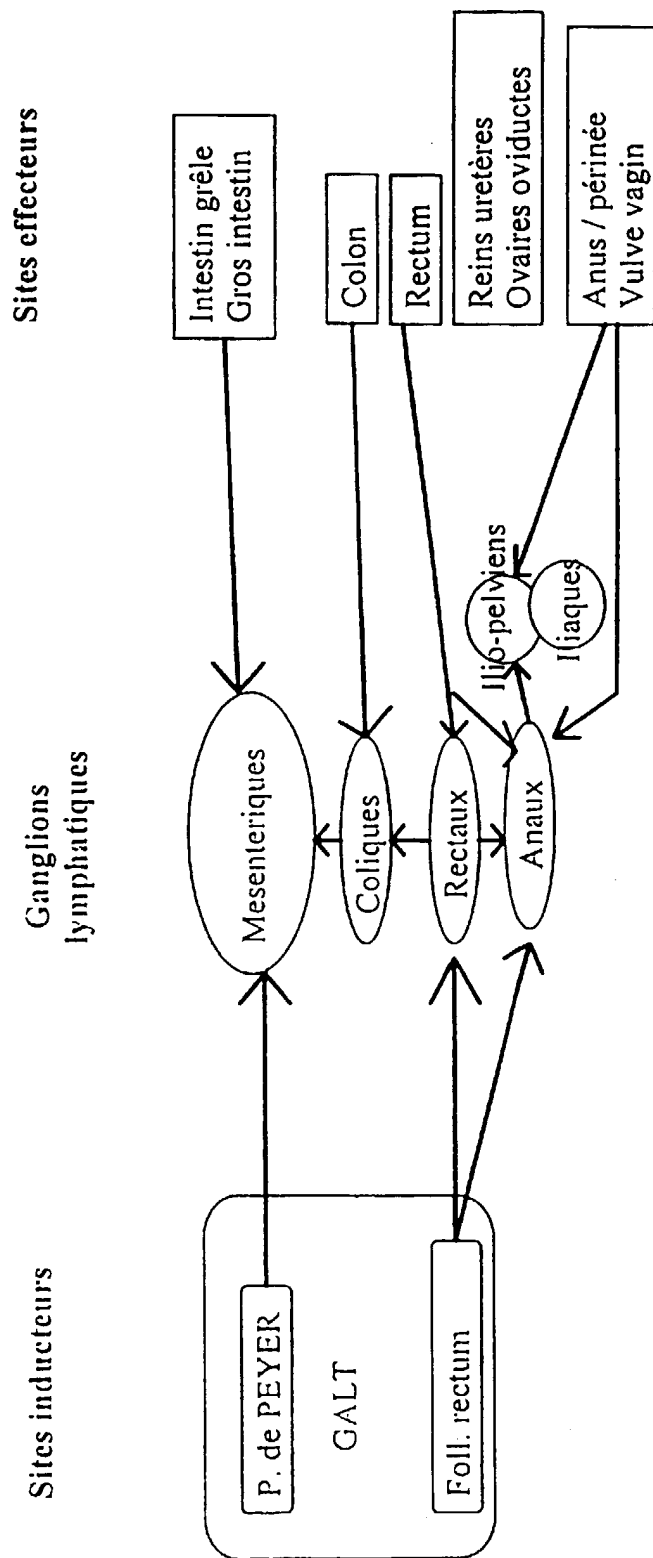 Sites inducteurs
Ganglions
lymphatiques
Sites effecteurs
P. de PEYER
GALT
Foll. rectum
Mesenteriques
Coliques
Rectaux
Anaux
Ilio-pelviens
Iliaques
Intestin grêle
Gros intestin
Colon
Rectum
Reins uretères
Ovaires oviductes
Anus / périnée
Vulve vagin